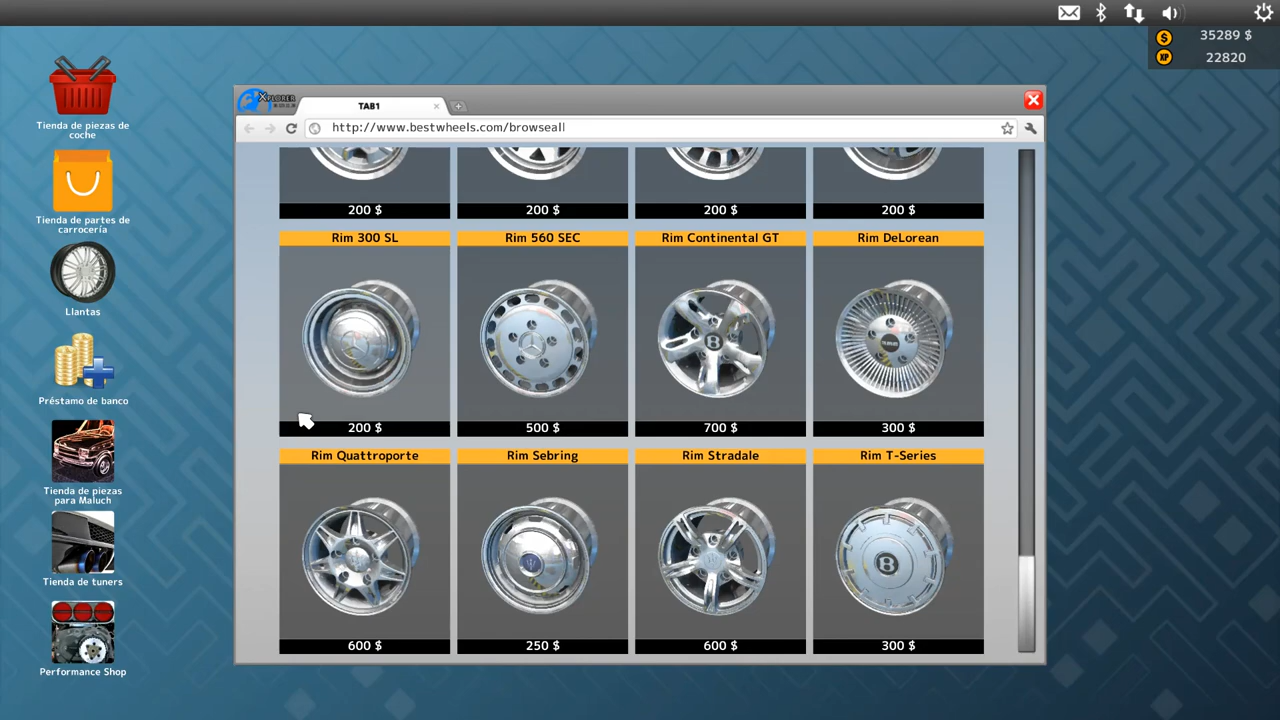 35289 $
22820
Tienda de piezas de
coche
Tienda de partes de
carrocería
Llantas
Préstamo de banco
Tienda de piezas
para Maluch
Tienda de tuners
Performance Shop
XPLORER
TAB1
http://www.bestwheels.com/browseall
200 $
200 $
200 $
200 $
Rim 300 SL
Rim 560 SEC
Rim Continental GT
Rim DeLorean
200 $
500 $
700 $
300 $
Rim Quattroporte
Rim Sebring
Rim Stradale
Rim T-Series
600 $
250 $
600 $
300 $